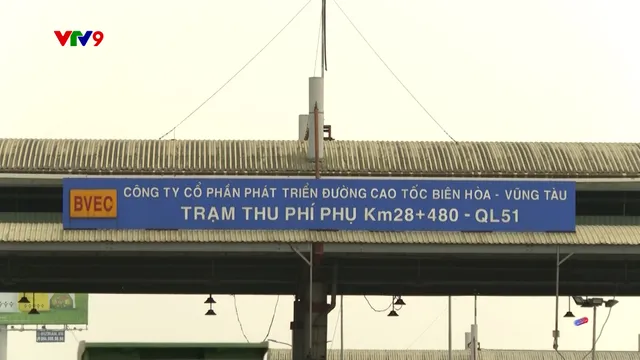 VTV9
BVEC
CÔNG TY CỔ PHẦN PHÁT TRIỂN ĐƯỜNG CAO TỐC BIÊN HÒA - VŨNG TÀU
TRẠM THU PHÍ PHỤ Km28+480 - QL51